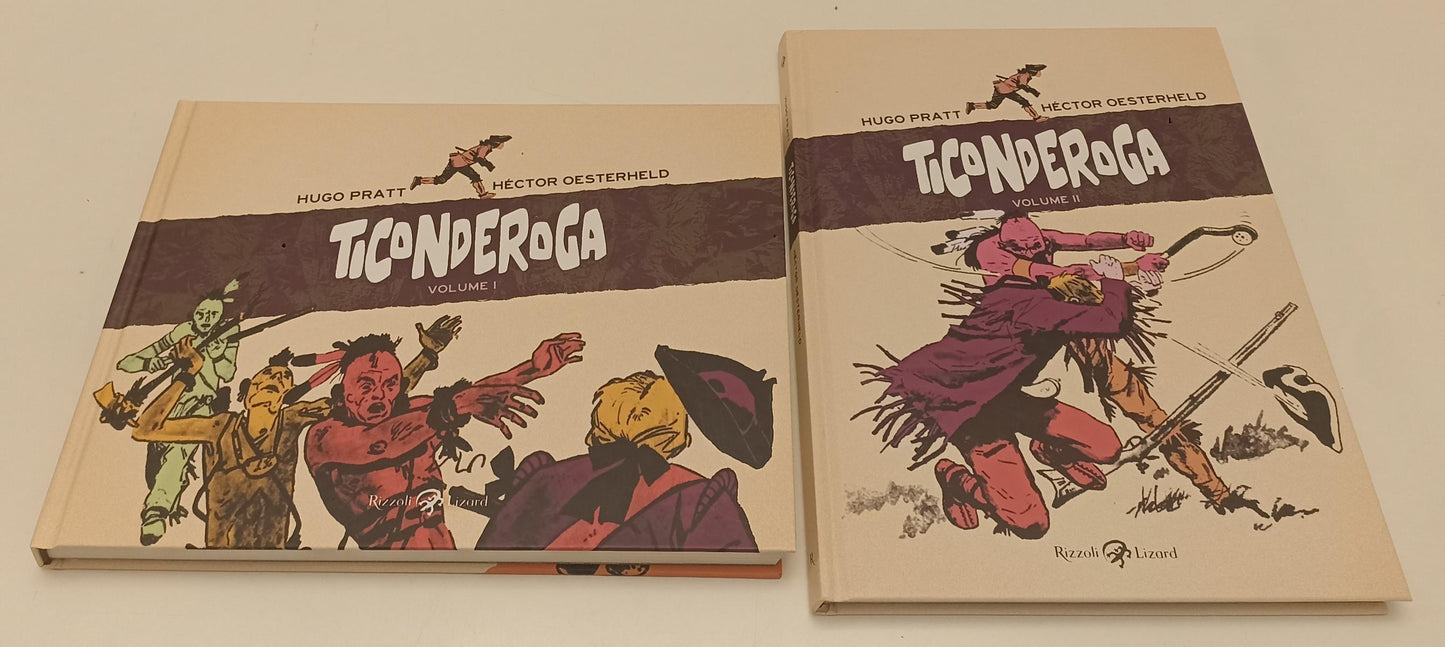 HUGO PRATT HÉCTOR OESTERHELD
TICONDEROGA
VOLUME I
Rizzoli Lizard
HUGO PRATT HÉCTOR OESTERHELD
TICONDEROGA
VOLUME II
Rizzoli Lizard